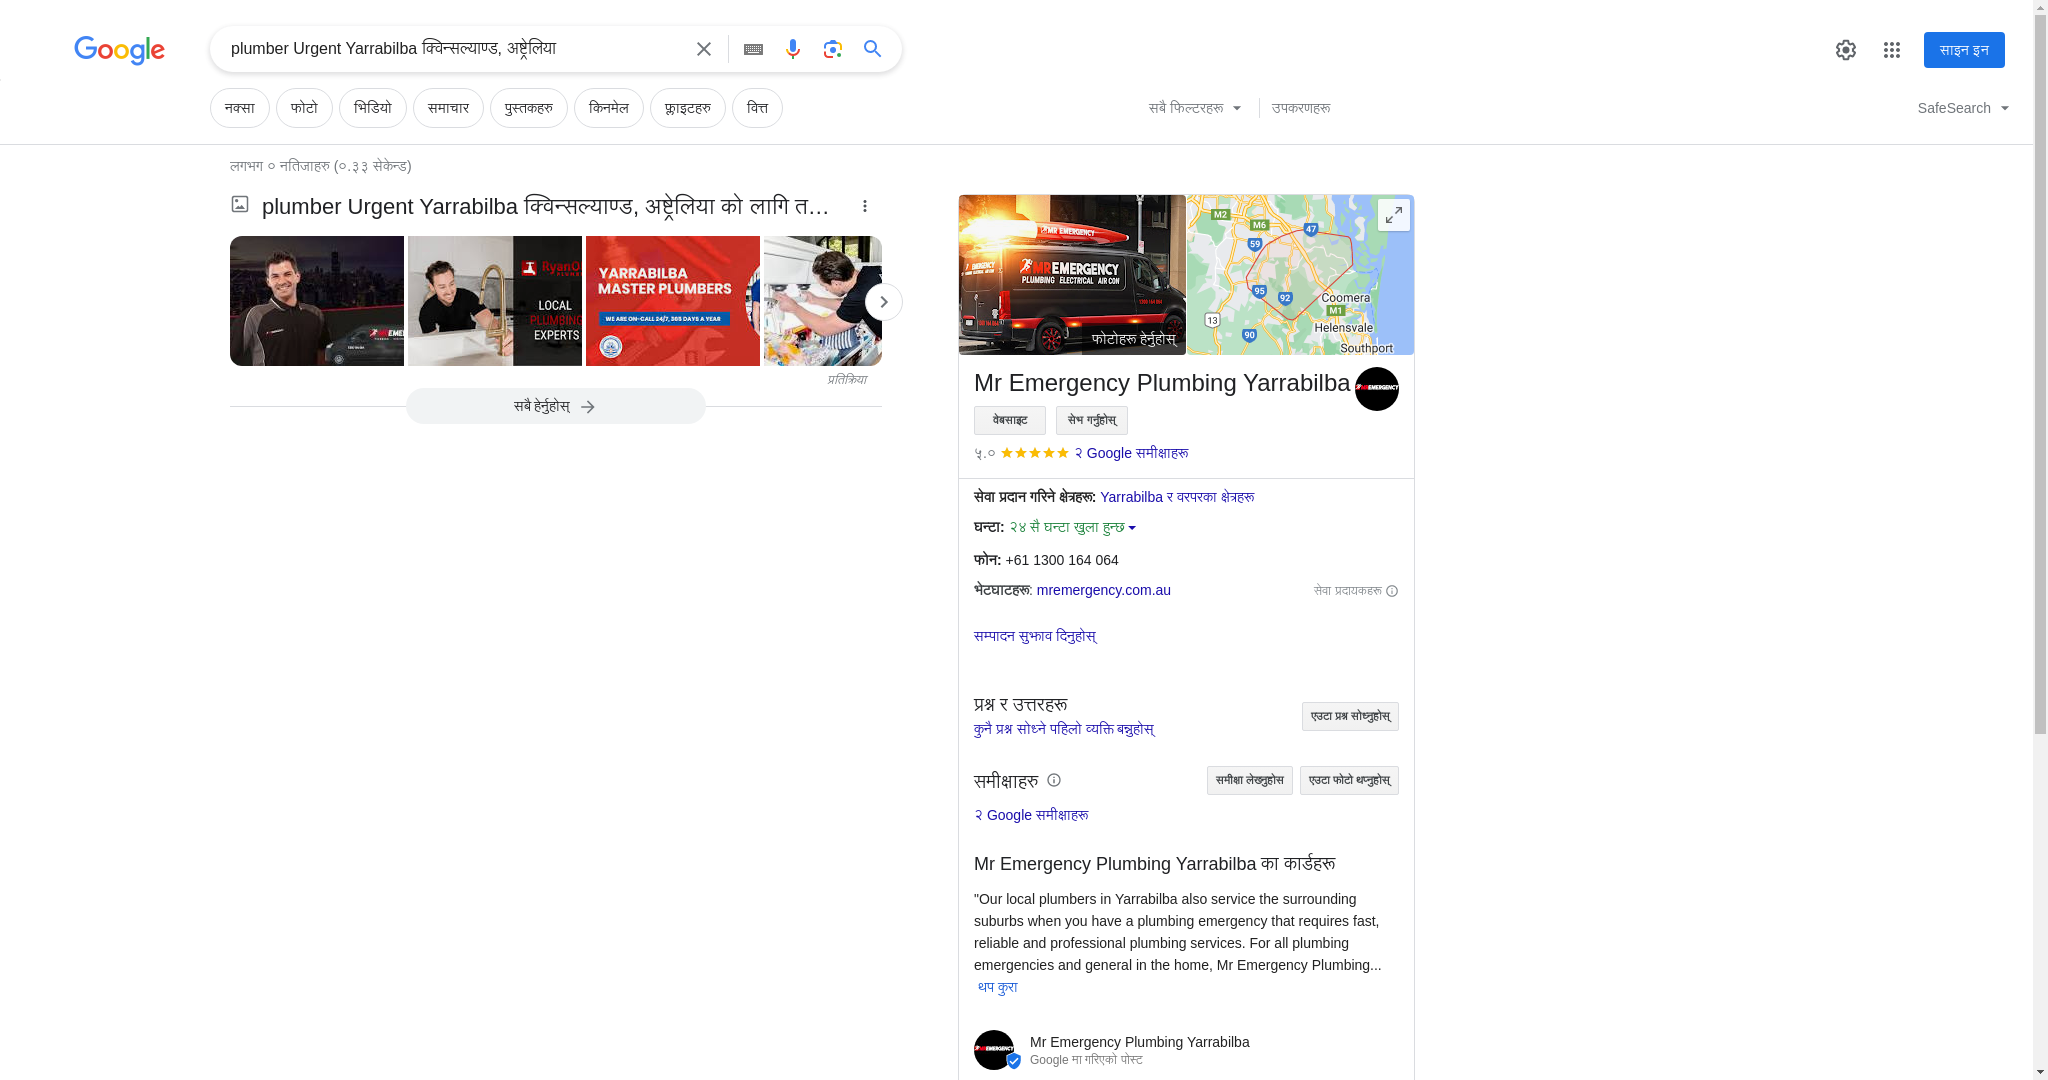 Google
plumber Urgent Yarrabilba क्विन्सल्याण्ड, अष्ट्रेलिया
साइन इन
नक्सा
फोटो
भिडियो
समाचार
पुस्तकहरु
किनमेल
फ्लाइटहरु
वित्त
सबै फिल्टरहरू
उपकरणहरू
SafeSearch
लगभग ० नतिजाहरु (०.३३ सेकेन्ड)
plumber Urgent Yarrabilba क्विन्सल्याण्ड, अष्ट्रेलिया को लागि त…
LOCAL
PLUMBING
EXPERTS
YARRABILBA
MASTER PLUMBERS
WE ARE ON-CALL 24/7, 365 DAYS A YEAR
प्रतिक्रिया
सबै हेर्नुहोस्
MR EMERGENCY
PLUMBING ELECTRICAL AIR CON
फोटोहरू हेर्नुहोस्
M2
M6
47
59
95
92
Coomera
M1
13
Helensvale
90
Southport
Mr Emergency Plumbing Yarrabilba
वेबसाइट
सेभ गर्नुहोस्
५.० २ Google समीक्षाहरू
सेवा प्रदान गरिने क्षेत्रहरू: Yarrabilba र वरपरका क्षेत्रहरू
घन्टा: २४ सै घन्टा खुला हुन्छ
फोन: +61 1300 164 064
भेटघाटहरू: mremergency.com.au
सेवा प्रदायकहरू
सम्पादन सुझाव दिनुहोस्
प्रश्न र उत्तरहरू
एउटा प्रश्न सोध्नुहोस्
कुनै प्रश्न सोध्ने पहिलो व्यक्ति बन्नुहोस्
समीक्षाहरु
समीक्षा लेख्नुहोस
एउटा फोटो थप्नुहोस्
२ Google समीक्षाहरू
Mr Emergency Plumbing Yarrabilba का कार्डहरू
"Our local plumbers in Yarrabilba also service the surrounding
suburbs when you have a plumbing emergency that requires fast,
reliable and professional plumbing services. For all plumbing
emergencies and general in the home, Mr Emergency Plumbing...
थप कुरा
Mr Emergency Plumbing Yarrabilba
Google मा गरिएको पोस्ट